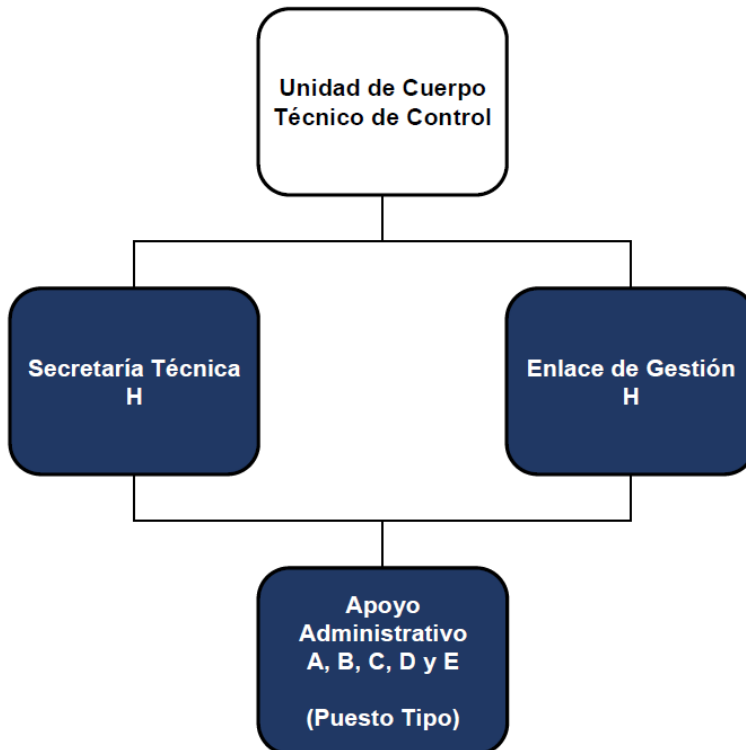 Unidad de Cuerpo
Técnico de Control
Secretaría Técnica
H
Enlace de Gestión
H
Apoyo
Administrativo
A, B, C, D y E
(Puesto Tipo)